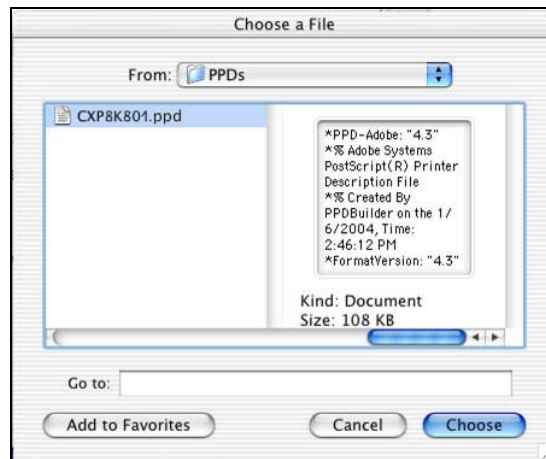 Choose a File
From: PPDs
CXP8K801.ppd
*PPD-Adobe: "4.3"
*% Adobe Systems
PostScript(R) Printer
Description File
*% Created By
PPDBuilder on the 1/
6/2004, Time:
2:46:12 PM
*FormatVersion: "4.3"
Kind: Document
Size: 108 KB
Go to:
Add to Favorites
Cancel
Choose